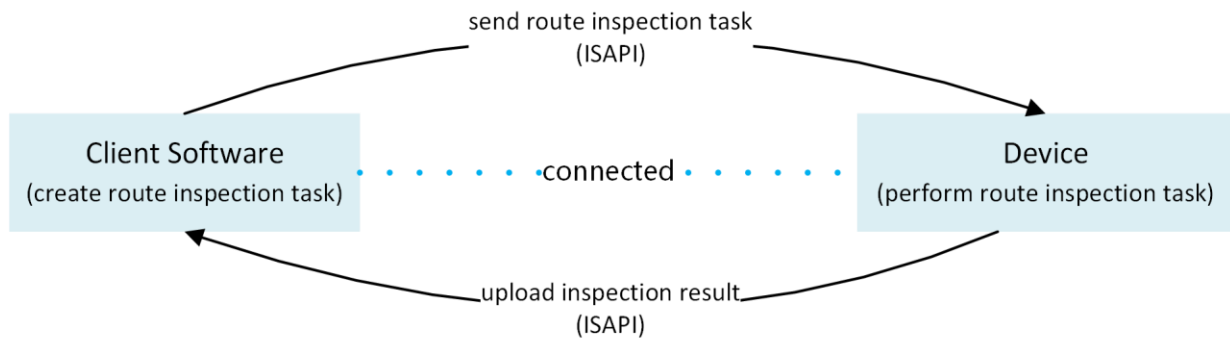 send route inspection task
(ISAPI)
Client Software
(create route inspection task)
connected
Device
(perform route inspection task)
upload inspection result
(ISAPI)